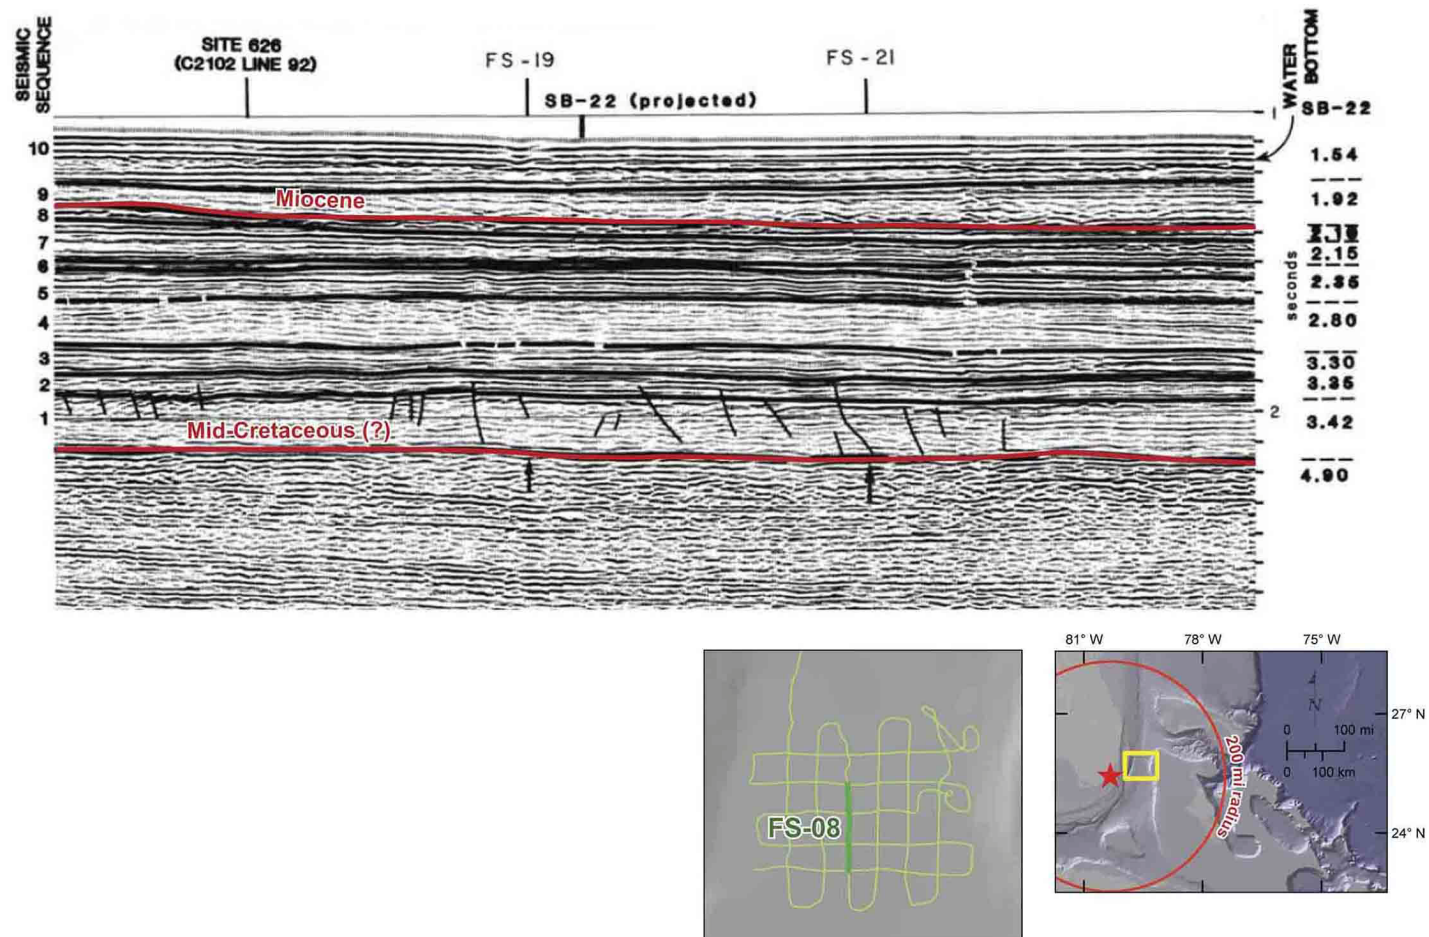 SEISMIC
SEQUENCE
SITE 626
(C2102 LINE 92)
FS - 19
FS - 21
SB-22 (projected)
WATER
BOTTOM
SB-22
1
10
9
8
7
6
5
4
3
2
1
Miocene
Mid-Cretaceous (?)
1.54
1.92
2.15
2.35
2.80
3.30
3.35
3.42
4.90
seconds
2
FS-08
81° W
78° W
75° W
27° N
24° N
N
0 100 mi
0 100 km
200 mi radius